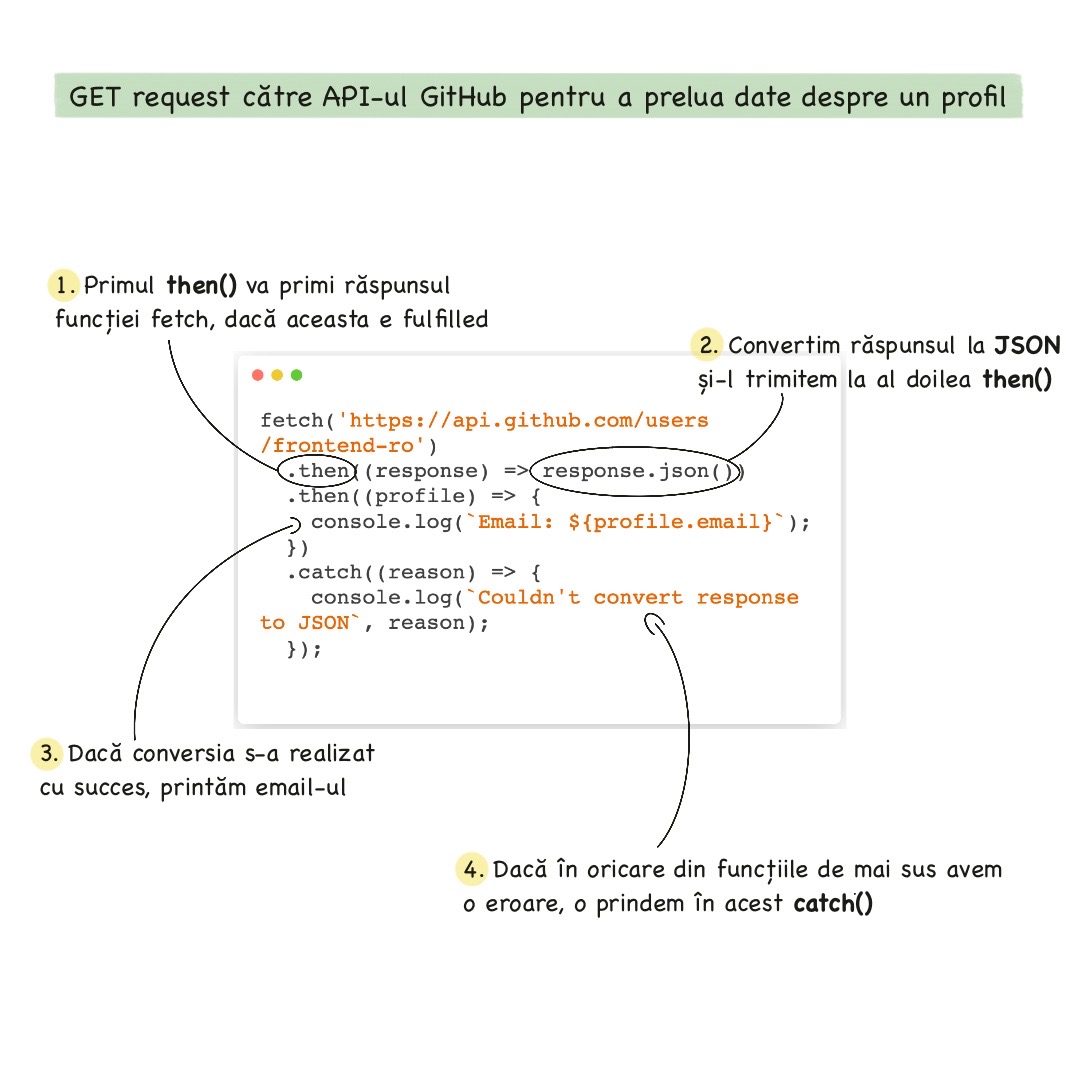 GET request către API-ul GitHub pentru a prelua date despre un profil
1. Primul then() va primi răspunsul
funcției fetch, dacă aceasta e fulfilled
2. Convertim răspunsul la JSON
și-l trimitem la al doilea then()
fetch('https://api.github.com/users
/frontend-ro')
.then((response) => response.json())
.then((profile) => {
console.log(`Email: ${profile.email}`);
})
.catch((reason) => {
console.log(`Couldn't convert response
to JSON`, reason);
});
3. Dacă conversia s-a realizat
cu succes, printăm email-ul
4. Dacă în oricare din funcțiile de mai sus avem
o eroare, o prindem în acest catch()